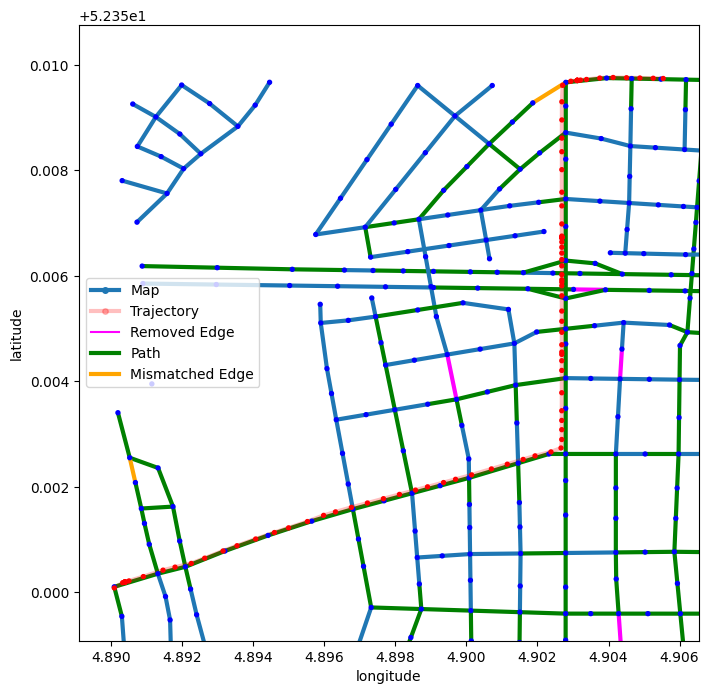 +5.235e1
0.010
0.008
0.006
0.004
0.002
0.000
latitude
Map
Trajectory
Removed Edge
Path
Mismatched Edge
4.890 4.892 4.894 4.896 4.898 4.900 4.902 4.904 4.906
longitude